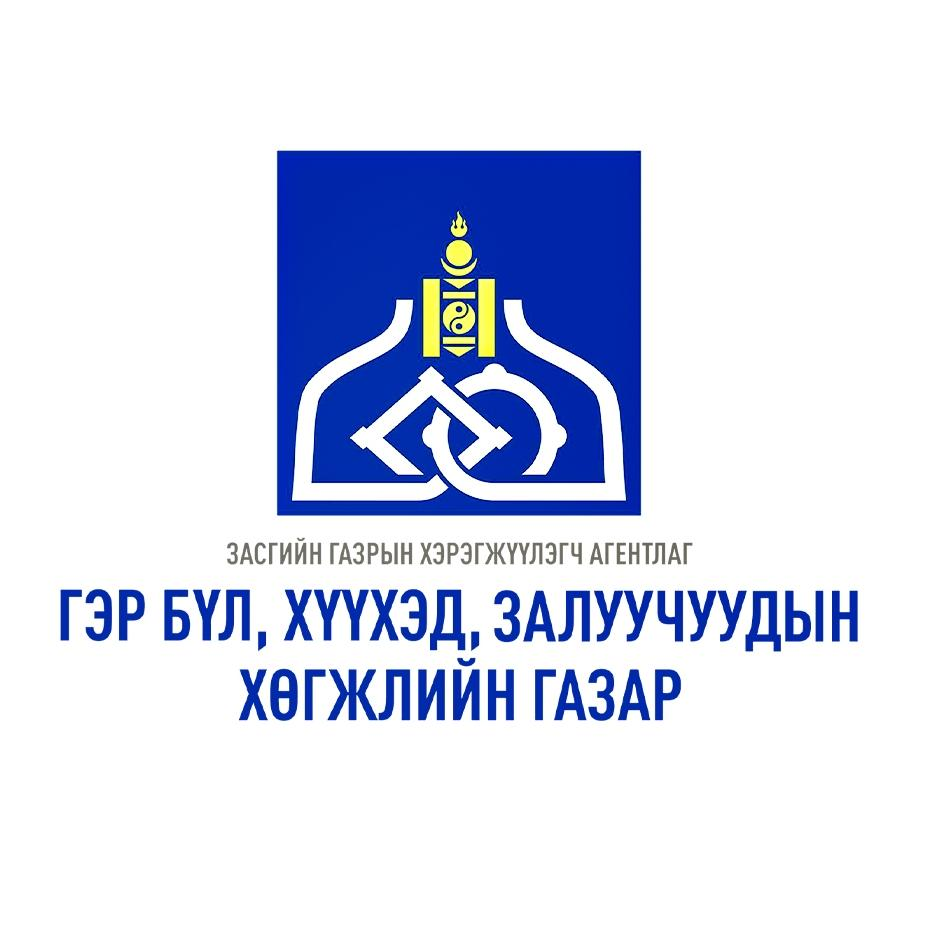 ЗАСГИЙН ГАЗРЫН ХЭРЭГЖҮҮЛЭГЧ АГЕНТЛАГ
ГЭР БҮЛ, ХҮҮХЭД, ЗАЛУУЧУУДЫН
ХӨГЖЛИЙН ГАЗАР